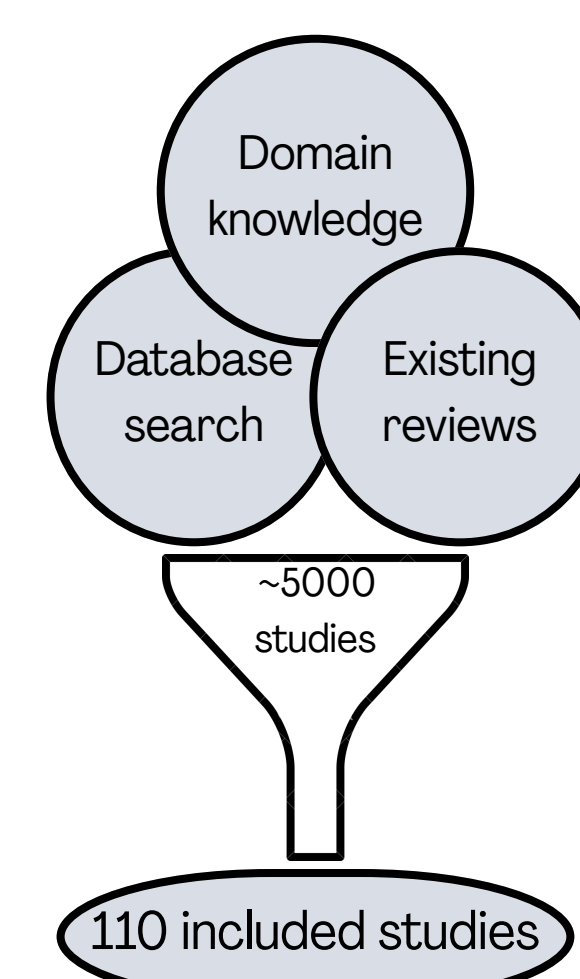 Domain
knowledge
Database
search
Existing
reviews
~5000
studies
110 included studies